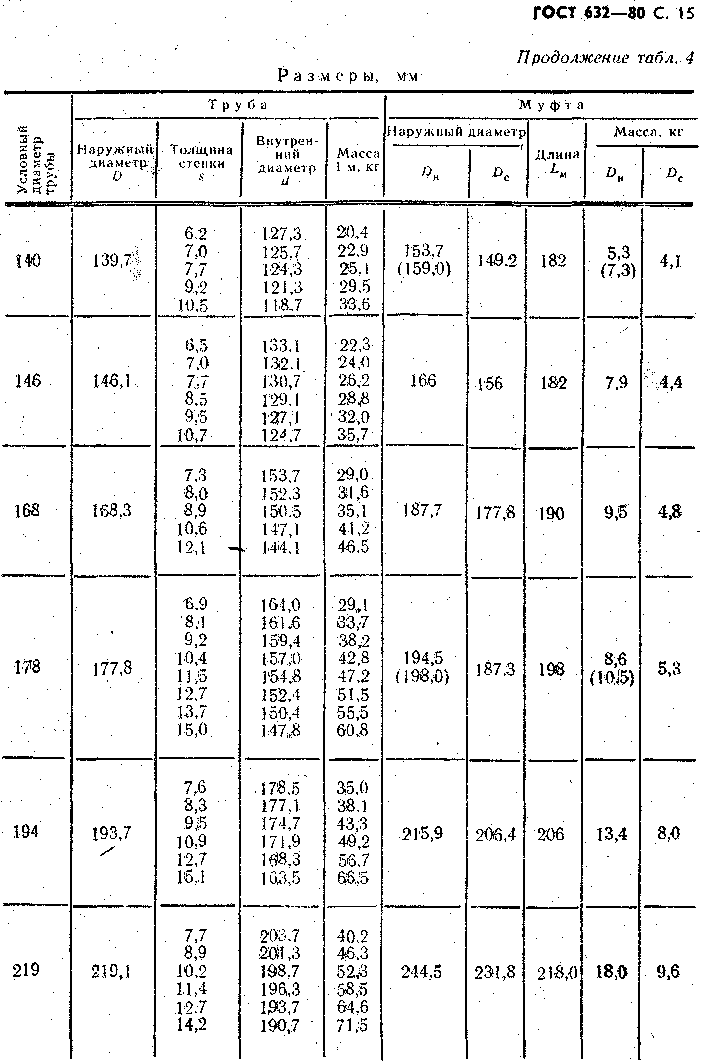 ГОСТ 632—80 С. 15
Продолжение табл. 4
Размеры, мм
Труба Муфта
Условный диаметр трубы Наружный диаметр D Толщина стенки s Внутренний диаметр d Масса 1 м, кг Наружный диаметр Длина Lм Масса, кг
Dн Dс Dн Dс
6,2 127,3 20,4
140 139,7 7,0 125,7 22,9 153,7 149,2 182 5,3 4,1
7,7 124,3 25,1 (159,0) (7,3)
9,2 121,3 29,5
10,5 118,7 33,6
6,5 133,1 22,3
7,0 132,1 24,0
146 146,1 7,7 130,7 26,2 166 156 182 7,9 4,4
8,5 129,1 28,8
9,5 127,1 32,0
10,7 124,7 35,7
7,3 153,7 29,0
8,0 152,3 31,6
168 168,3 8,9 150,5 35,1 187,7 177,8 190 9,5 4,8
10,6 147,1 41,2
12,1 144,1 46,5
6,9 164,0 29,1
8,1 161,6 33,7
9,2 159,4 38,2
178 177,8 10,4 157,0 42,8 194,5 187,3 198 8,6 5,3
11,5 154,8 47,2 (198,0) (10,5)
12,7 152,4 51,5
13,7 150,4 55,5
15,0 147,8 60,8
7,6 178,5 35,0
8,3 177,1 38,1
194 193,7 9,5 174,7 43,3 215,9 206,4 206 13,4 8,0
10,9 171,9 49,2
12,7 168,3 56,7
15,1 163,5 66,5
7,7 203,7 40,2
8,9 201,3 46,3
219 219,1 10,2 198,7 52,3 244,5 231,8 218,0 18,0 9,6
11,4 196,3 58,5
12,7 193,7 64,6
14,2 190,7 71,5